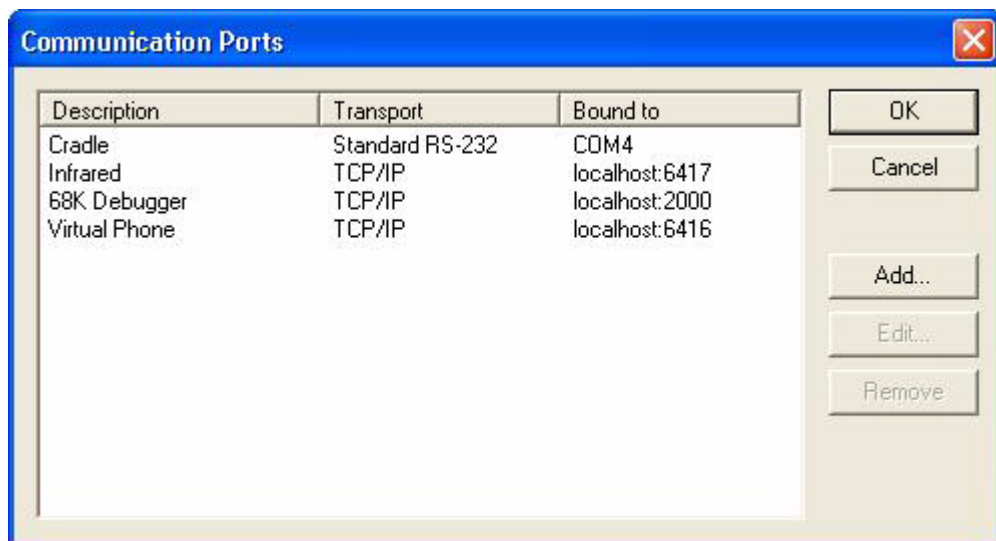 Communication Ports
Description Transport Bound to
Cradle Standard RS-232 COM4
Infrared TCP/IP localhost:6417
68K Debugger TCP/IP localhost:2000
Virtual Phone TCP/IP localhost:6416
OK
Cancel
Add...
Edit...
Remove